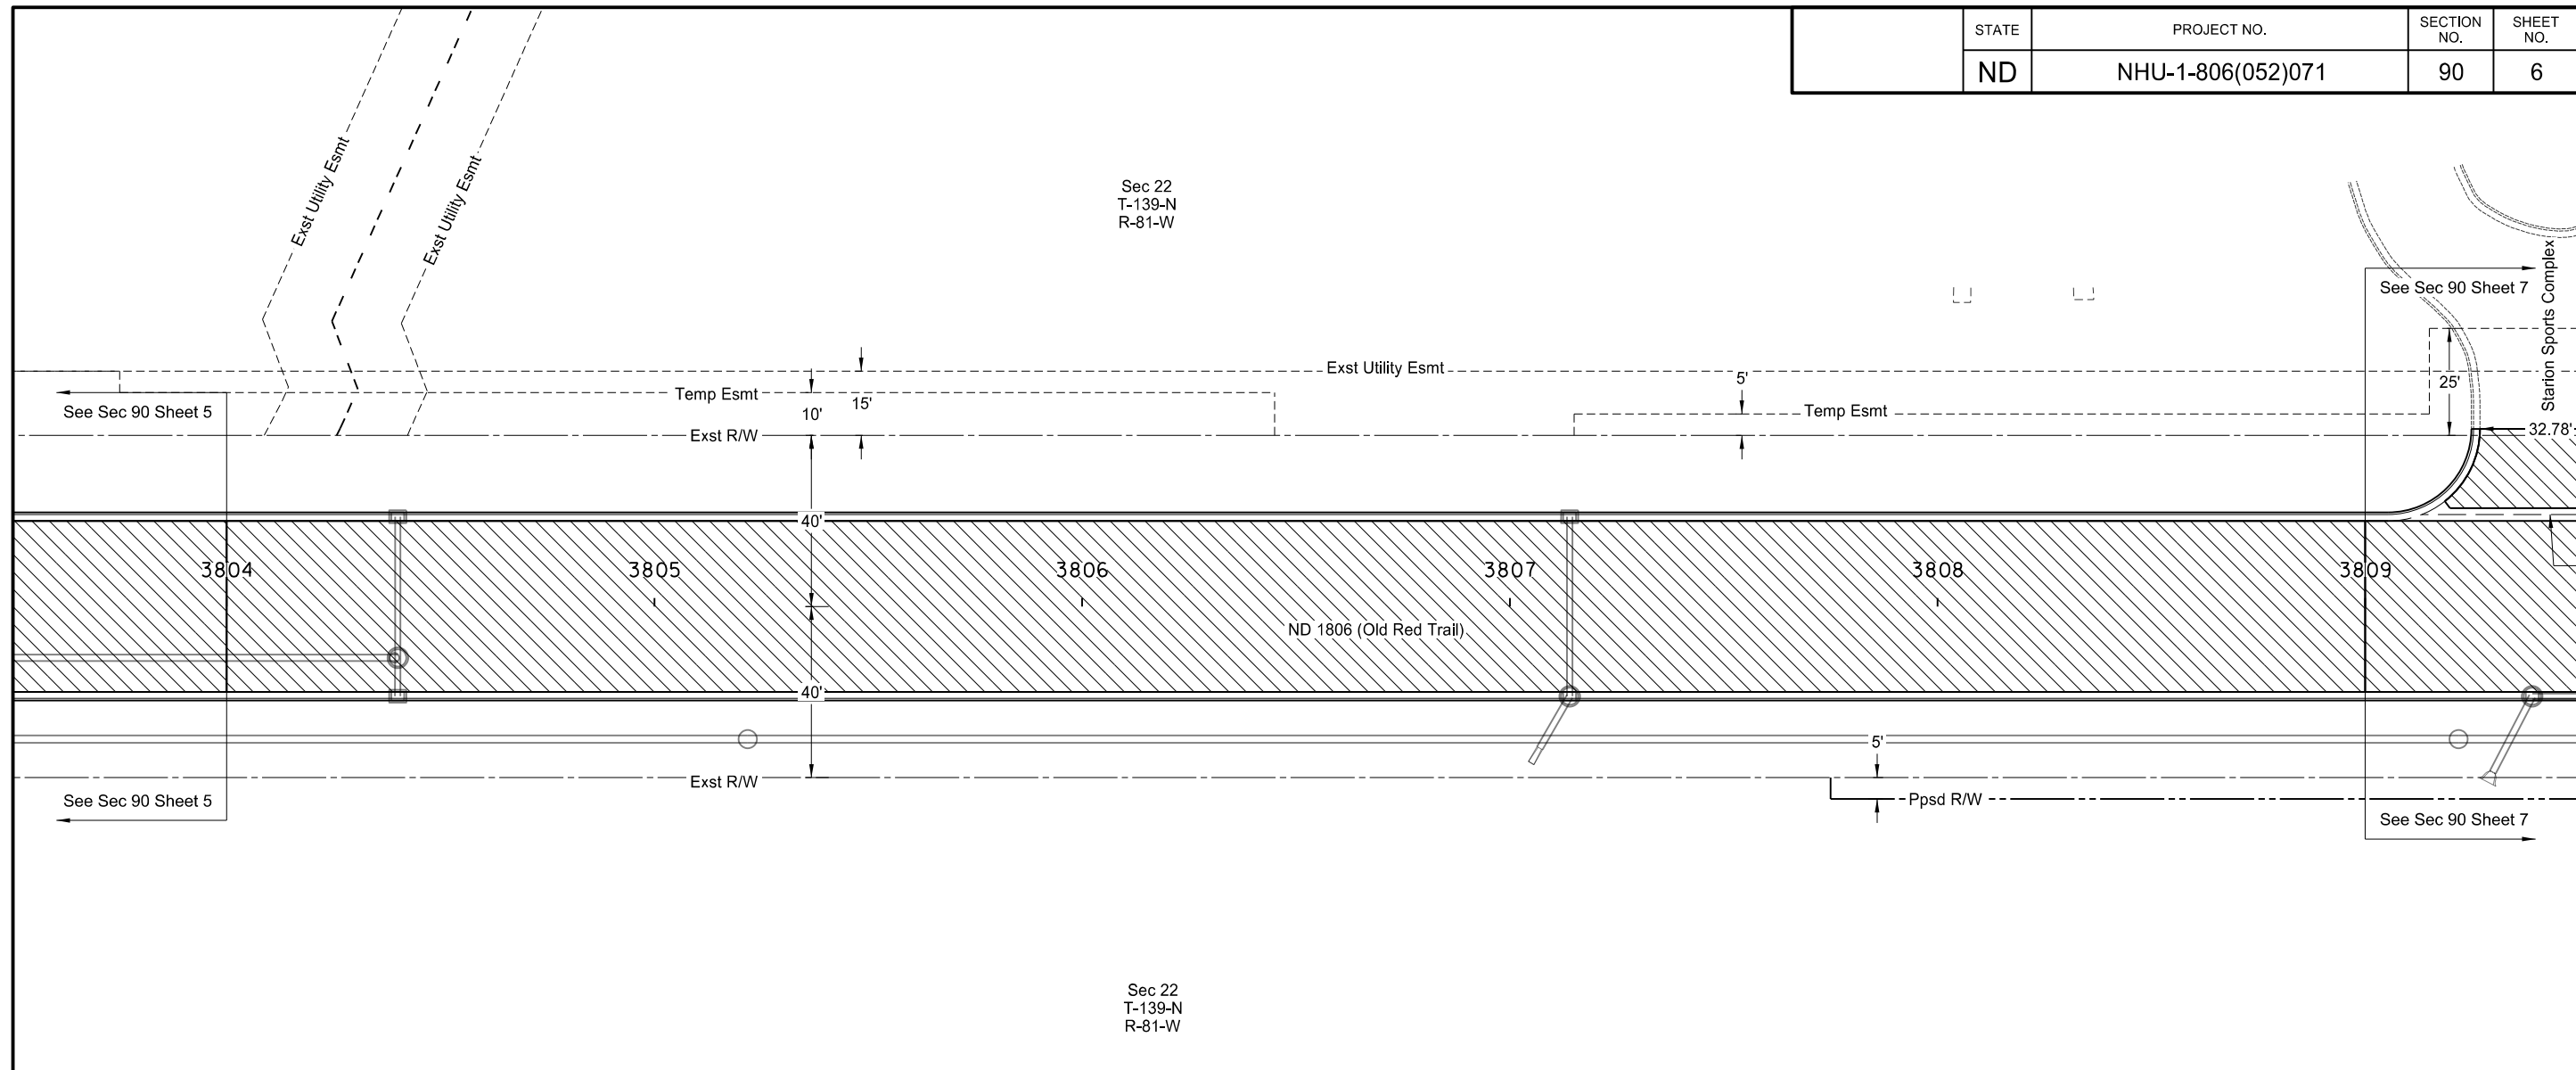 STATE
PROJECT NO.
SECTION
NO.
SHEET
NO.
ND
NHU-1-806(052)071
90
6
Exst Utility Esmt
Exst Utility Esmt
Sec 22
T-139-N
R-81-W
Starion Sports Complex
See Sec 90 Sheet 7
Exst Utility Esmt
Temp Esmt
10'
15'
5'
Temp Esmt
25'
See Sec 90 Sheet 5
Exst R/W
32.78'
40'
3804
3805
3806
3807
3808
3809
ND 1806 (Old Red Trail)
40'
5'
Exst R/W
See Sec 90 Sheet 5
Ppsd R/W
See Sec 90 Sheet 7
Sec 22
T-139-N
R-81-W